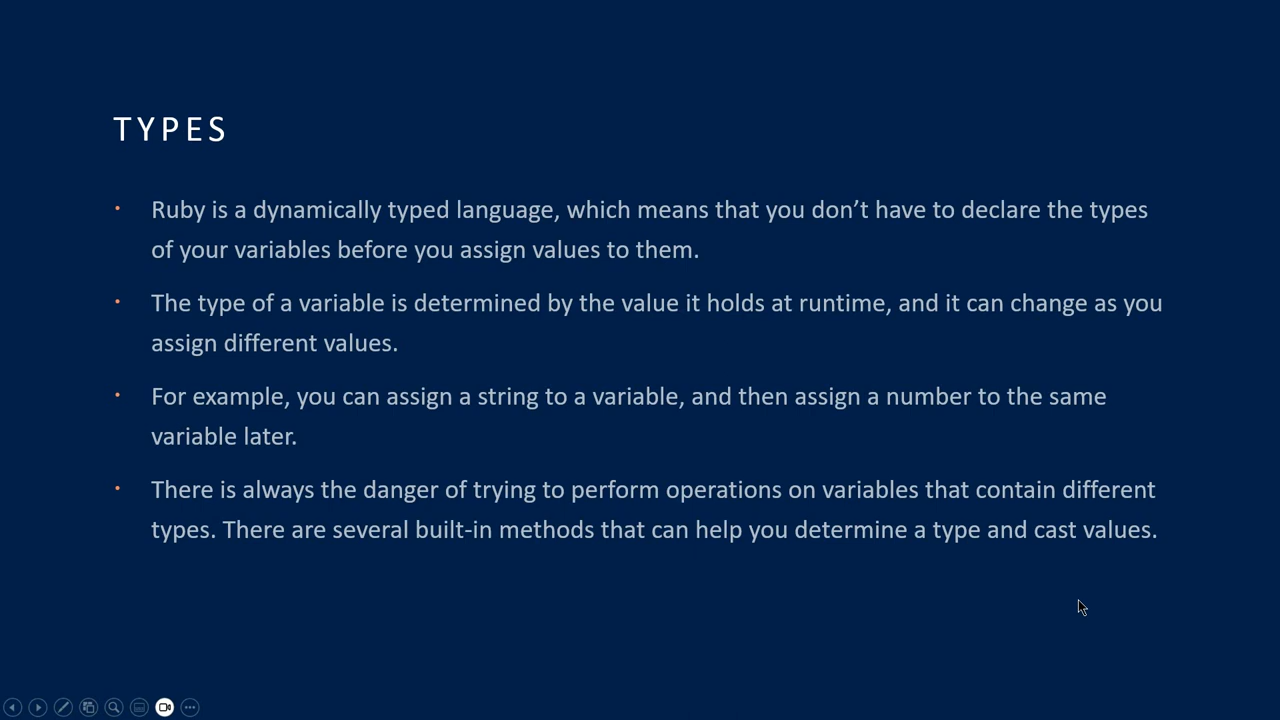 TYPES
Ruby is a dynamically typed language, which means that you don’t have to declare the types
of your variables before you assign values to them.
The type of a variable is determined by the value it holds at runtime, and it can change as you
assign different values.
For example, you can assign a string to a variable, and then assign a number to the same
variable later.
There is always the danger of trying to perform operations on variables that contain different
types. There are several built-in methods that can help you determine a type and cast values.